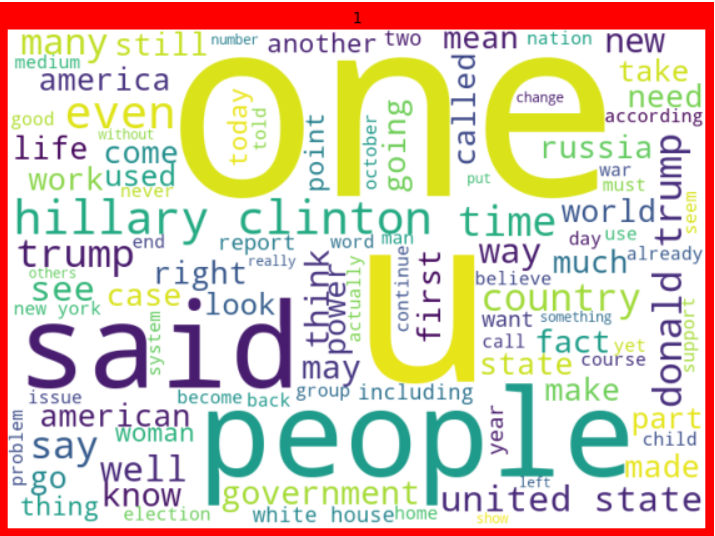 1
many still number another two mean nation new
medium america one take
good even today told point october going called change need
without according
life come russia
work used never put war must
hillary clinton time world donald trump seem
trump end report word man way day use
others right really think much already
see case look power actually continue first believe country
new york want something
said u call fact yet support
system may state course
issue become back group including make
american people year part
problem say woman child
go well made
thing know government left united state
election white house home show